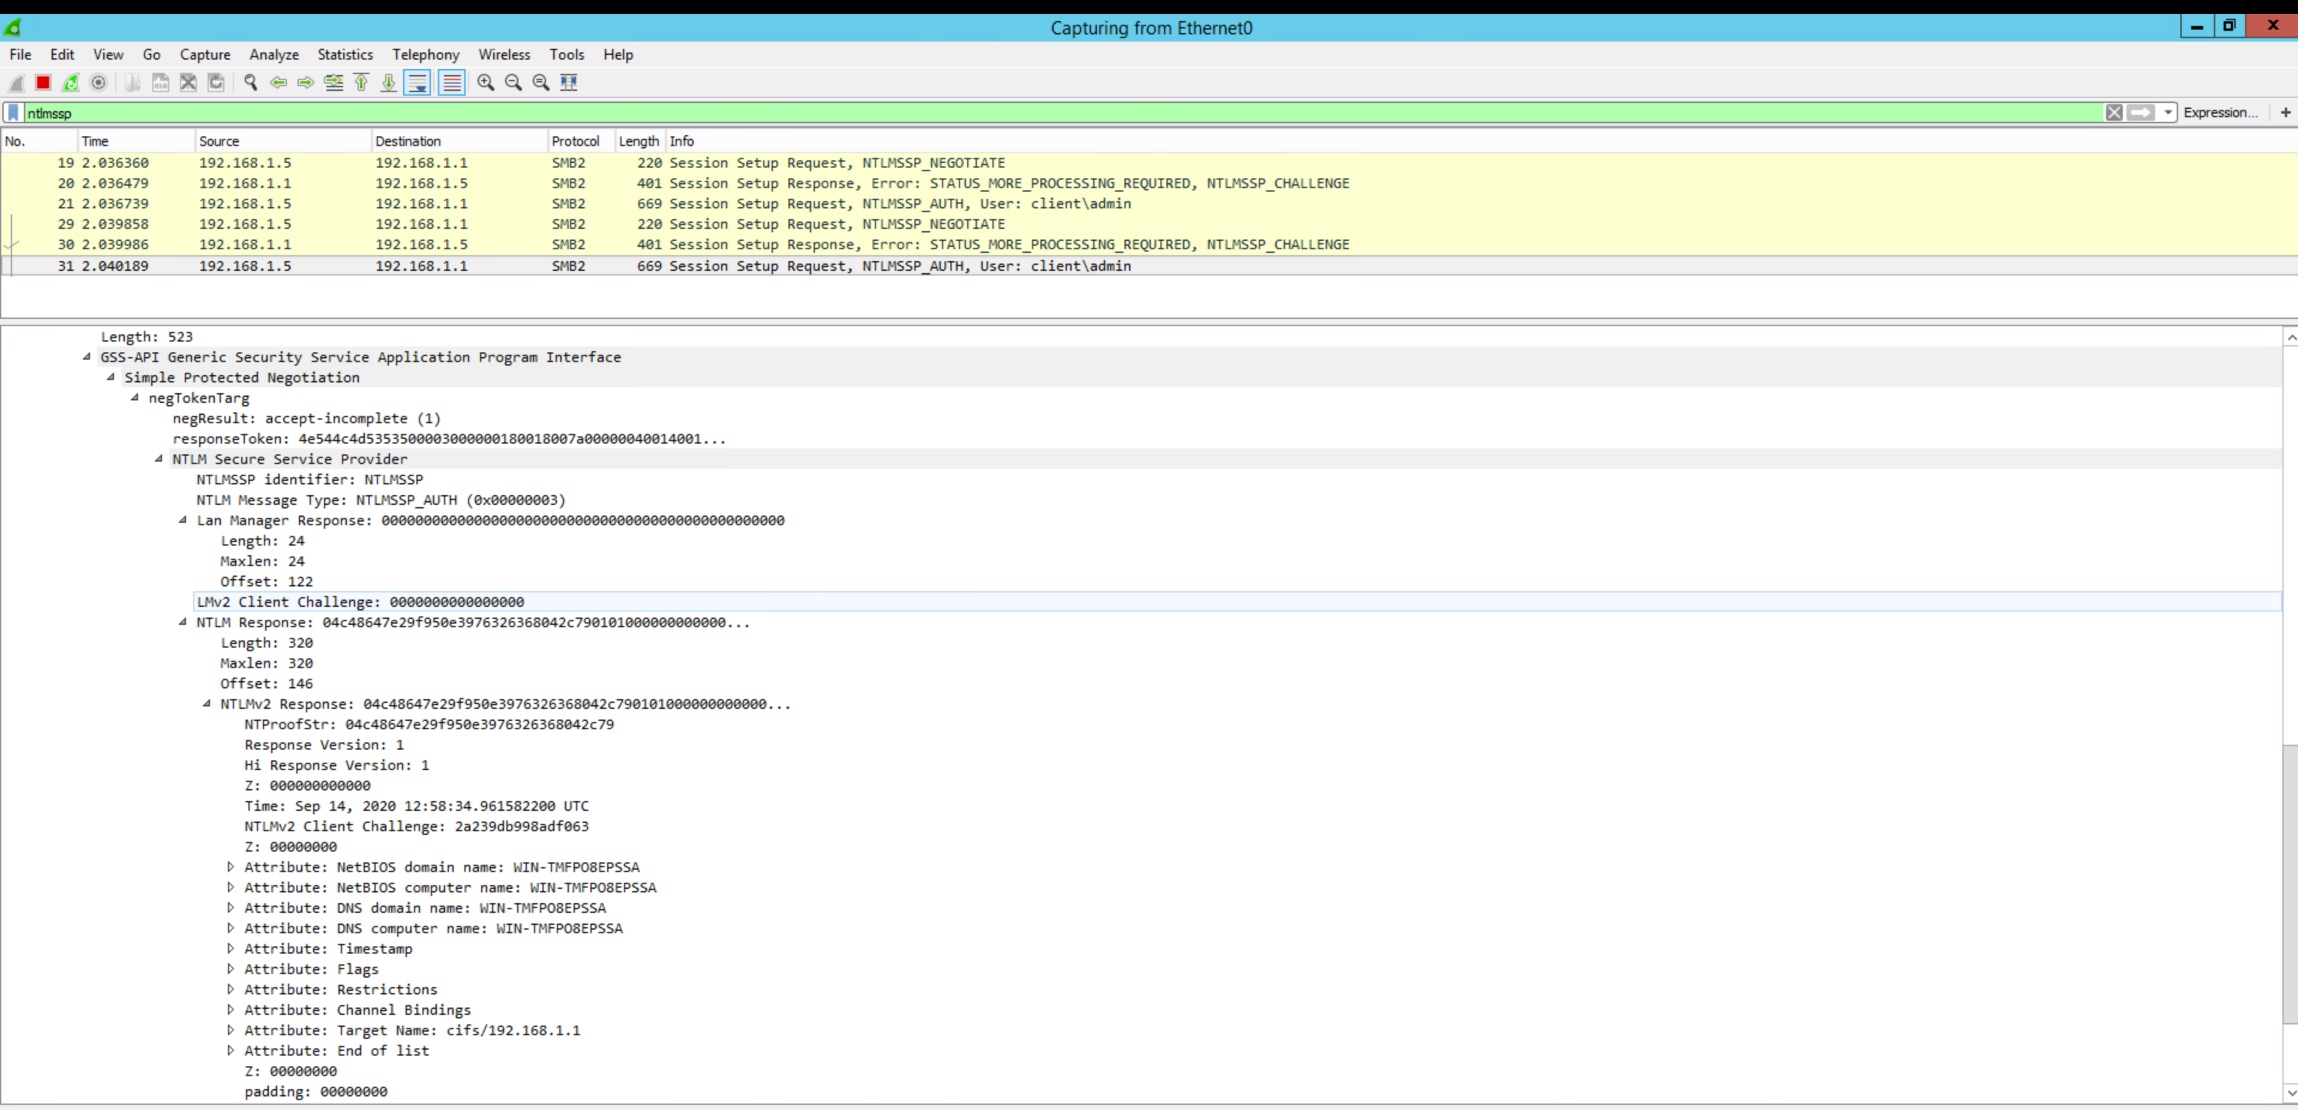 Capturing from Ethernet0
File Edit View Go Capture Analyze Statistics Telephony Wireless Tools Help
ntlmssp Expression... +
No. Time Source Destination Protocol Length Info
19 2.036360 192.168.1.5 192.168.1.1 SMB2 220 Session Setup Request, NTLMSSP_NEGOTIATE
20 2.036479 192.168.1.1 192.168.1.5 SMB2 401 Session Setup Response, Error: STATUS_MORE_PROCESSING_REQUIRED, NTLMSSP_CHALLENGE
21 2.036739 192.168.1.5 192.168.1.1 SMB2 669 Session Setup Request, NTLMSSP_AUTH, User: client\admin
29 2.039858 192.168.1.5 192.168.1.1 SMB2 220 Session Setup Request, NTLMSSP_NEGOTIATE
30 2.039986 192.168.1.1 192.168.1.5 SMB2 401 Session Setup Response, Error: STATUS_MORE_PROCESSING_REQUIRED, NTLMSSP_CHALLENGE
31 2.040189 192.168.1.5 192.168.1.1 SMB2 669 Session Setup Request, NTLMSSP_AUTH, User: client\admin
Length: 523
GSS-API Generic Security Service Application Program Interface
Simple Protected Negotiation
negTokenTarg
negResult: accept-incomplete (1)
responseToken: 4e544c4d535350000300000018001800​7a00000040014001...
NTLM Secure Service Provider
NTLMSSP identifier: NTLMSSP
NTLM Message Type: NTLMSSP_AUTH (0x00000003)
Lan Manager Response: 000000000000000000000000000000000000000000000000
Length: 24
Maxlen: 24
Offset: 122
LMv2 Client Challenge: 0000000000000000
NTLM Response: 04c48647e29f950e3976326368042c790101000000000000...
Length: 320
Maxlen: 320
Offset: 146
NTLMv2 Response: 04c48647e29f950e3976326368042c790101000000000000...
NTProofStr: 04c48647e29f950e3976326368042c79
Response Version: 1
Hi Response Version: 1
Z: 000000000000
Time: Sep 14, 2020 12:58:34.961582200 UTC
NTLMv2 Client Challenge: 2a239db998adf063
Z: 00000000
Attribute: NetBIOS domain name: WIN-TMFPO8EPSSA
Attribute: NetBIOS computer name: WIN-TMFPO8EPSSA
Attribute: DNS domain name: WIN-TMFPO8EPSSA
Attribute: DNS computer name: WIN-TMFPO8EPSSA
Attribute: Timestamp
Attribute: Flags
Attribute: Restrictions
Attribute: Channel Bindings
Attribute: Target Name: cifs/192.168.1.1
Attribute: End of list
Z: 00000000
padding: 00000000